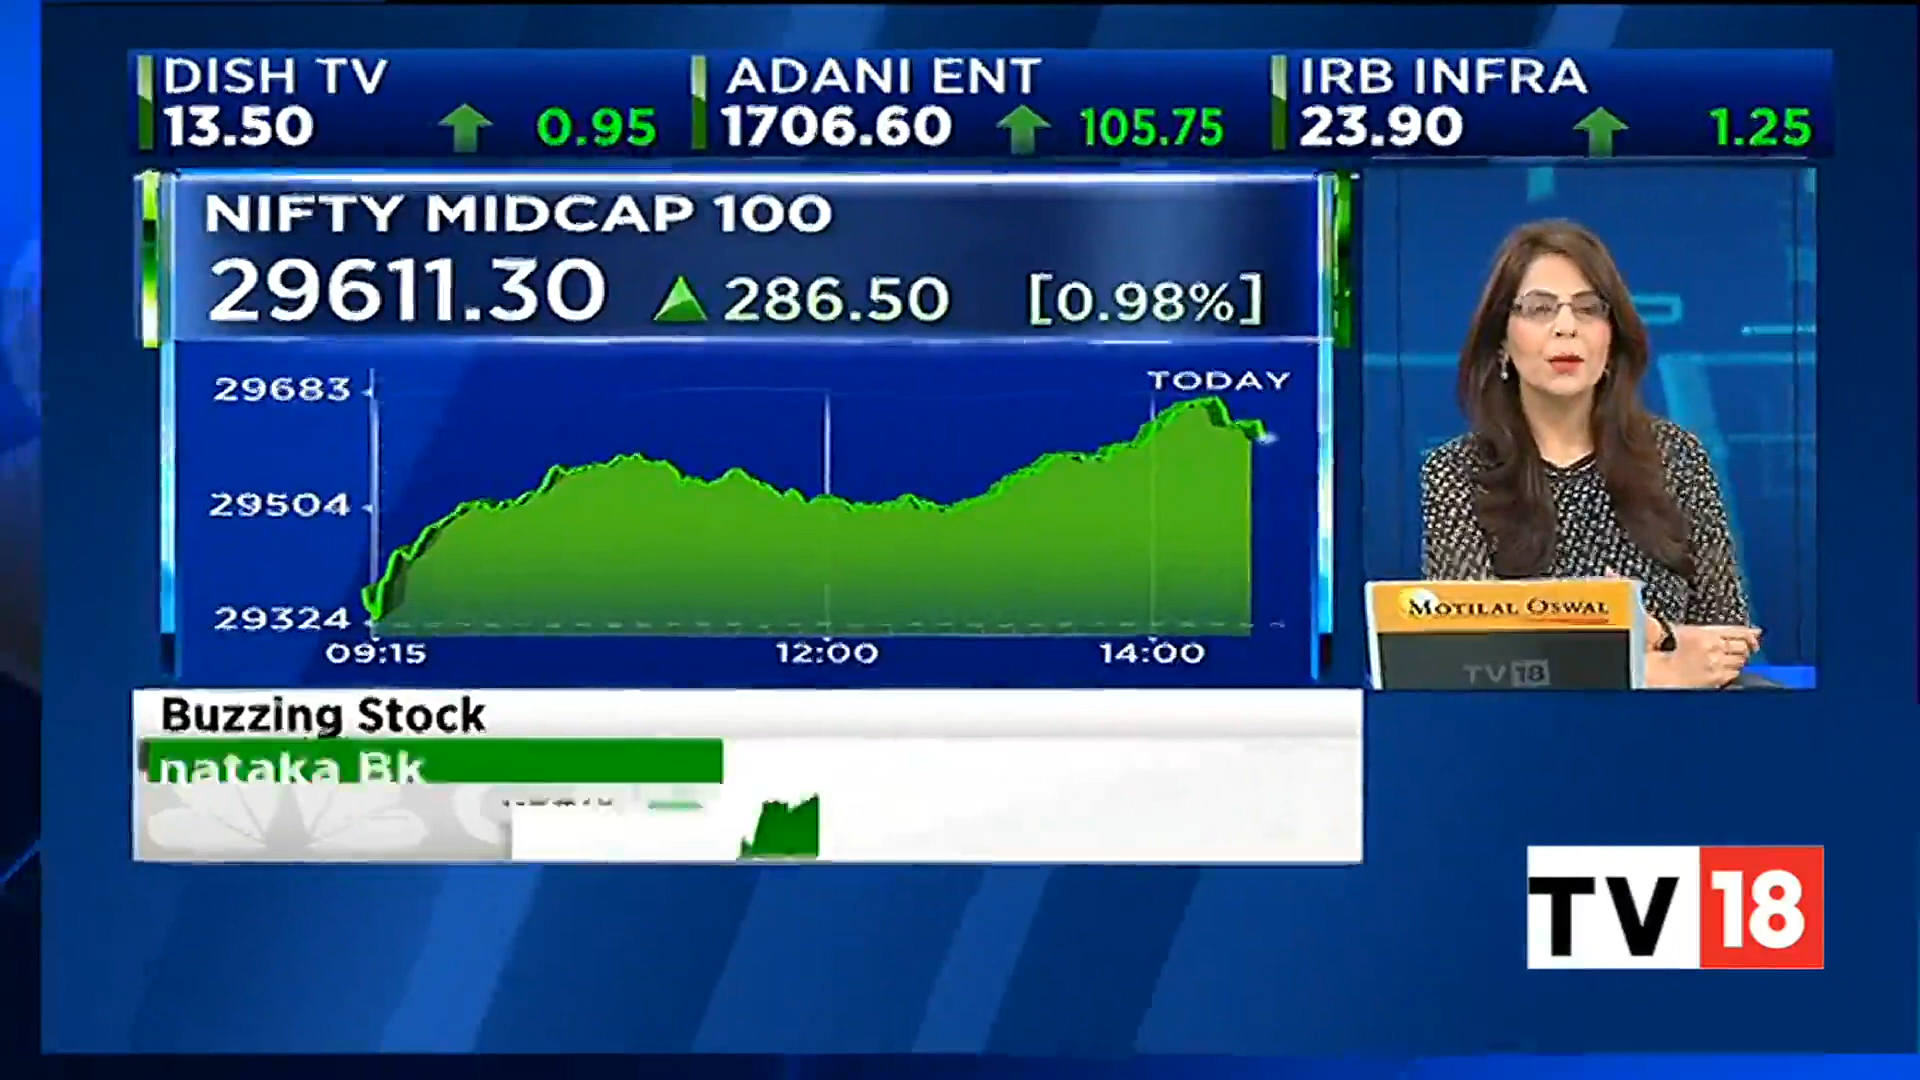 DISH TV
13.50 0.95
ADANI ENT
1706.60 105.75
IRB INFRA
23.90 1.25
NIFTY MIDCAP 100
29611.30 286.50 [0.98%]
TODAY
29683
29504
29324
09:15 12:00 14:00
MOTILAL OSWAL
TV18
Buzzing Stock
nataka Bk
TV18